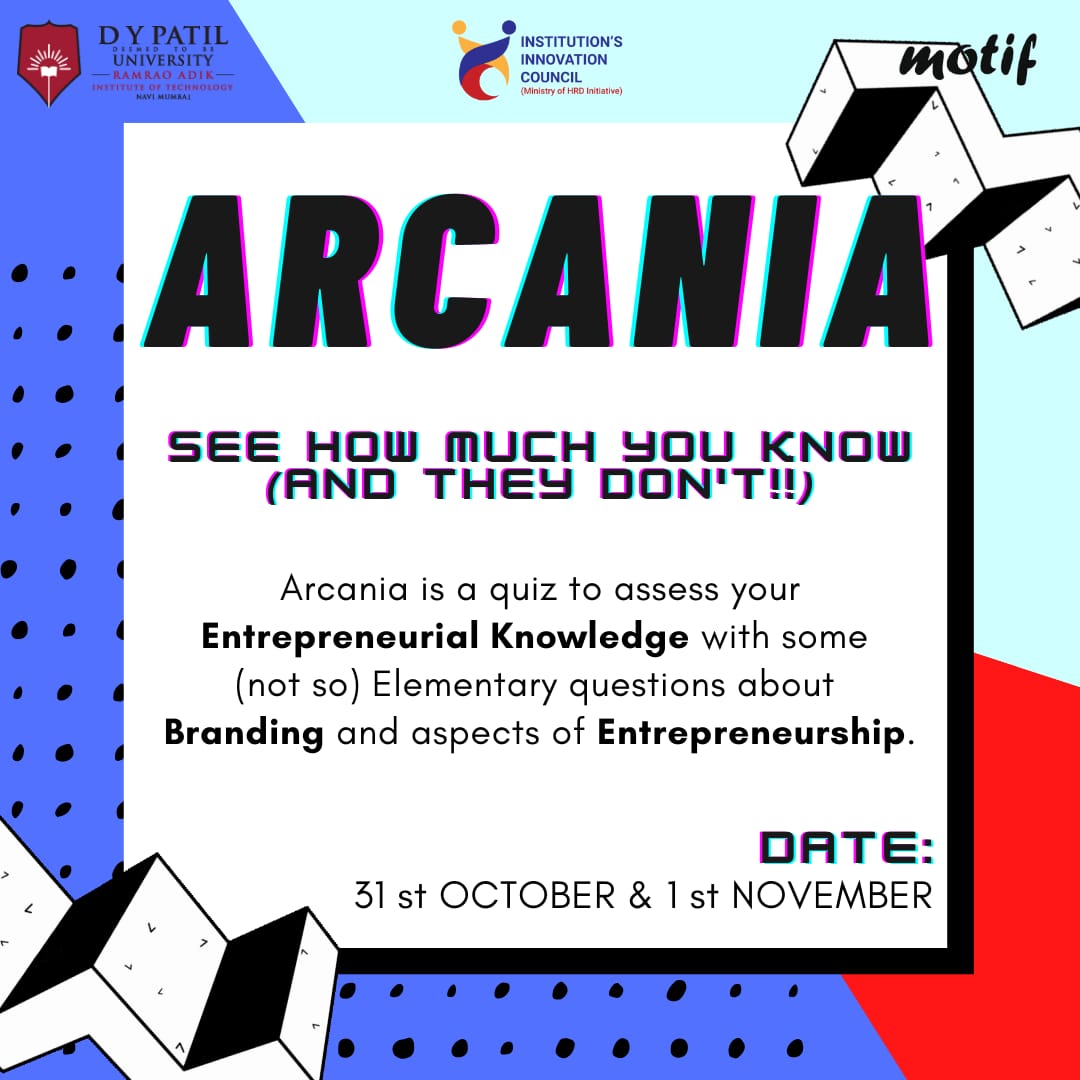 D Y PATIL
DEEMED TO BE
UNIVERSITY
RAMRAO ADIK
INSTITUTE OF TECHNOLOGY
NAVI MUMBAI
INSTITUTION'S
INNOVATION
COUNCIL
(Ministry of HRD Initiative)
motif
ARCANIA
SEE HOW MUCH YOU KNOW
(AND THEY DON'T!!)
Arcania is a quiz to assess your
Entrepreneurial Knowledge with some
(not so) Elementary questions about
Branding and aspects of Entrepreneurship.
DATE:
31 st OCTOBER & 1 st NOVEMBER